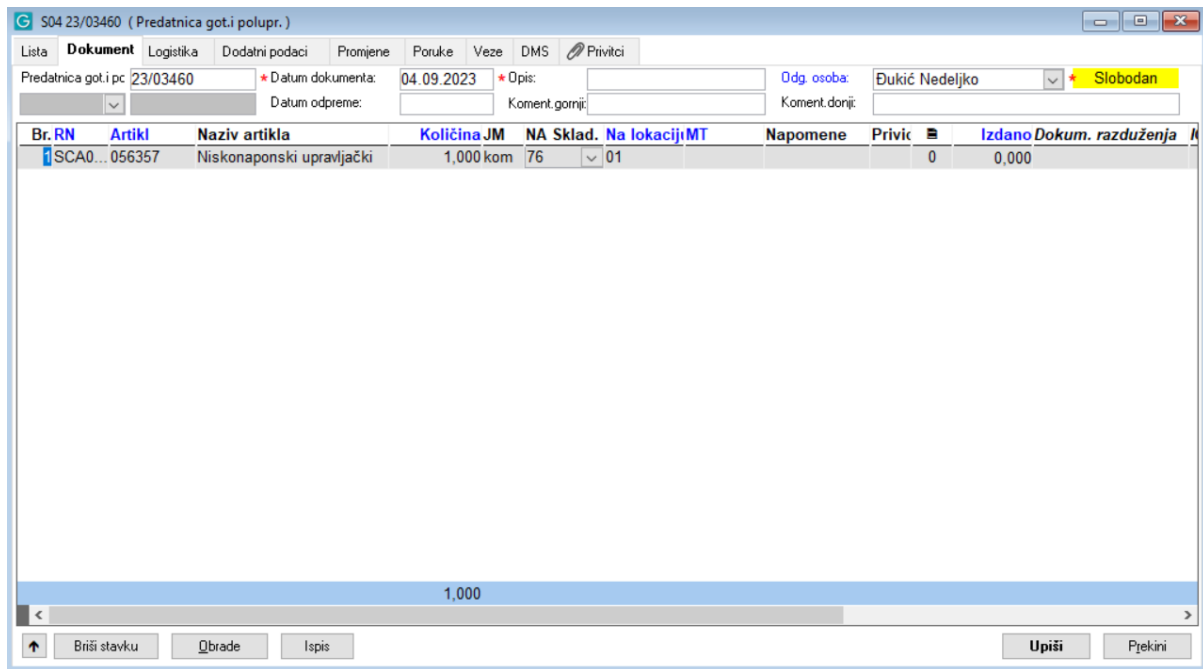 S04 23/03460 ( Predatnica got.i polupr. )
Lista Dokument Logistika Dodatni podaci Promjene Poruke Veze DMS Privitci
Predatnica got.i pc 23/03460 * Datum dokumenta: 04.09.2023 * Opis: Odg. osoba: Đukić Nedeljko * Slobodan
Datum odpreme: Koment.gornji: Koment.donji:
Br. RN Artikl Naziv artikla Količina JM NA Sklad. Na lokaciji MT Napomene Privic Izdano Dokum. razduženja
1 SCA0... 056357 Niskonaponski upravljački 1,000 kom 76 01 0 0,000
1,000
Briši stavku Obrade Ispis Upiši Prekini